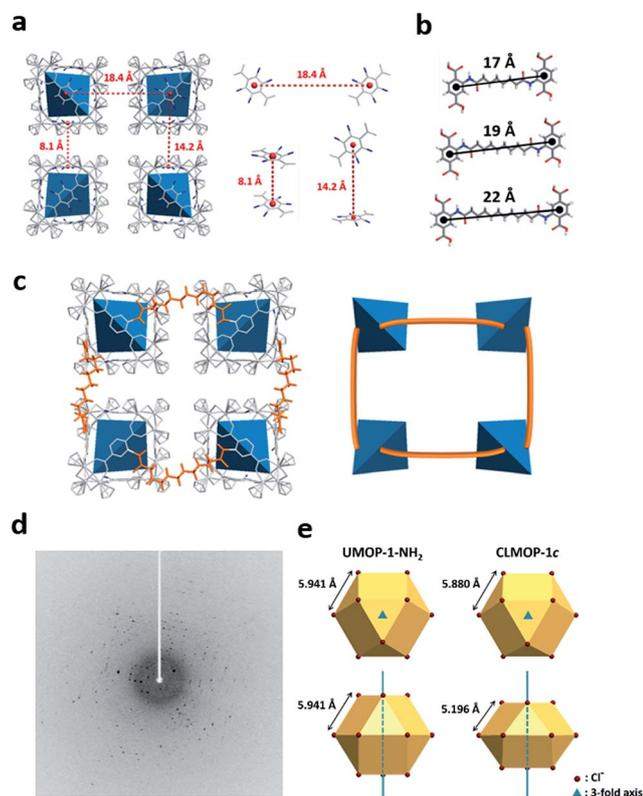 a
18.4 Å
8.1 Å
14.2 Å
18.4 Å
8.1 Å
14.2 Å
b
17 Å
19 Å
22 Å
c
d
e
UMOP-1-NH₂
CLMOP-1c
5.941 Å
5.880 Å
5.941 Å
5.196 Å
: Cl⁻
: 3-fold axis